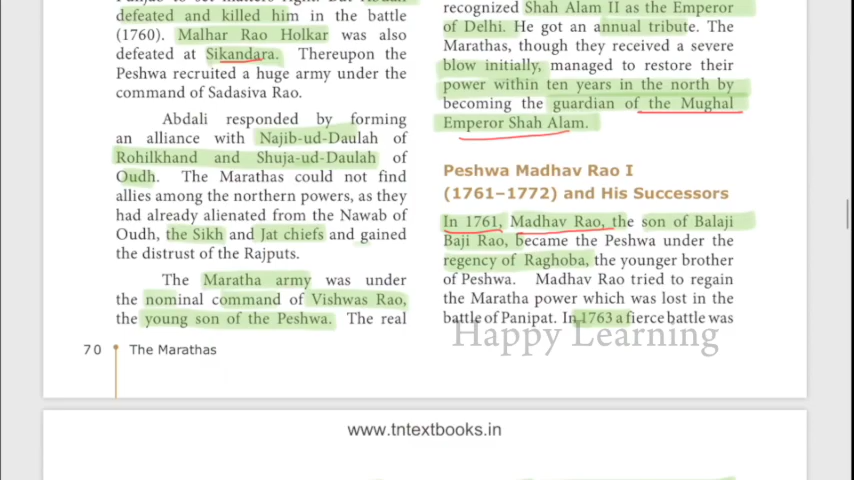 defeated and killed him in the battle
(1760). Malhar Rao Holkar was also
defeated at Sikandara. Thereupon the
Peshwa recruited a huge army under the
command of Sadasiva Rao.
Abdali responded by forming
an alliance with Najib-ud-Daulah of
Rohilkhand and Shuja-ud-Daulah of
Oudh. The Marathas could not find
allies among the northern powers, as they
had already alienated from the Nawab of
Oudh, the Sikh and Jat chiefs and gained
the distrust of the Rajputs.
The Maratha army was under
the nominal command of Vishwas Rao,
the young son of the Peshwa. The real
70 The Marathas
recognized Shah Alam II as the Emperor
of Delhi. He got an annual tribute. The
Marathas, though they received a severe
blow initially, managed to restore their
power within ten years in the north by
becoming the guardian of the Mughal
Emperor Shah Alam.
Peshwa Madhav Rao I
(1761–1772) and His Successors
In 1761, Madhav Rao, the son of Balaji
Baji Rao, became the Peshwa under the
regency of Raghoba, the younger brother
of Peshwa. Madhav Rao tried to regain
the Maratha power which was lost in the
battle of Panipat. In 1763 a fierce battle was
Happy Learning
www.tntextbooks.in